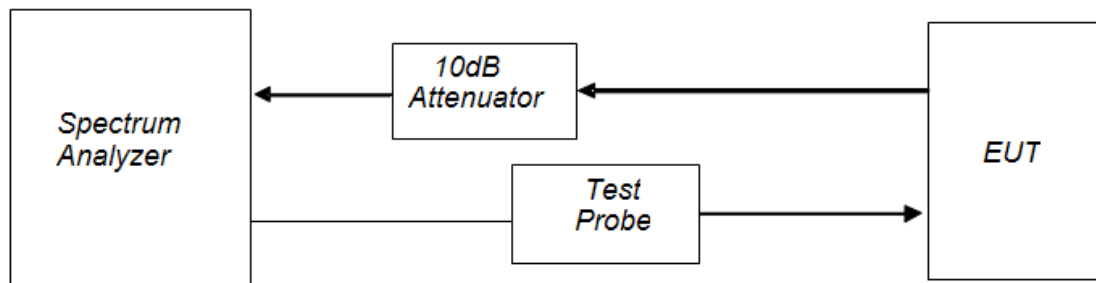 10dB
Attenuator
Spectrum
Analyzer
EUT
Test
Probe